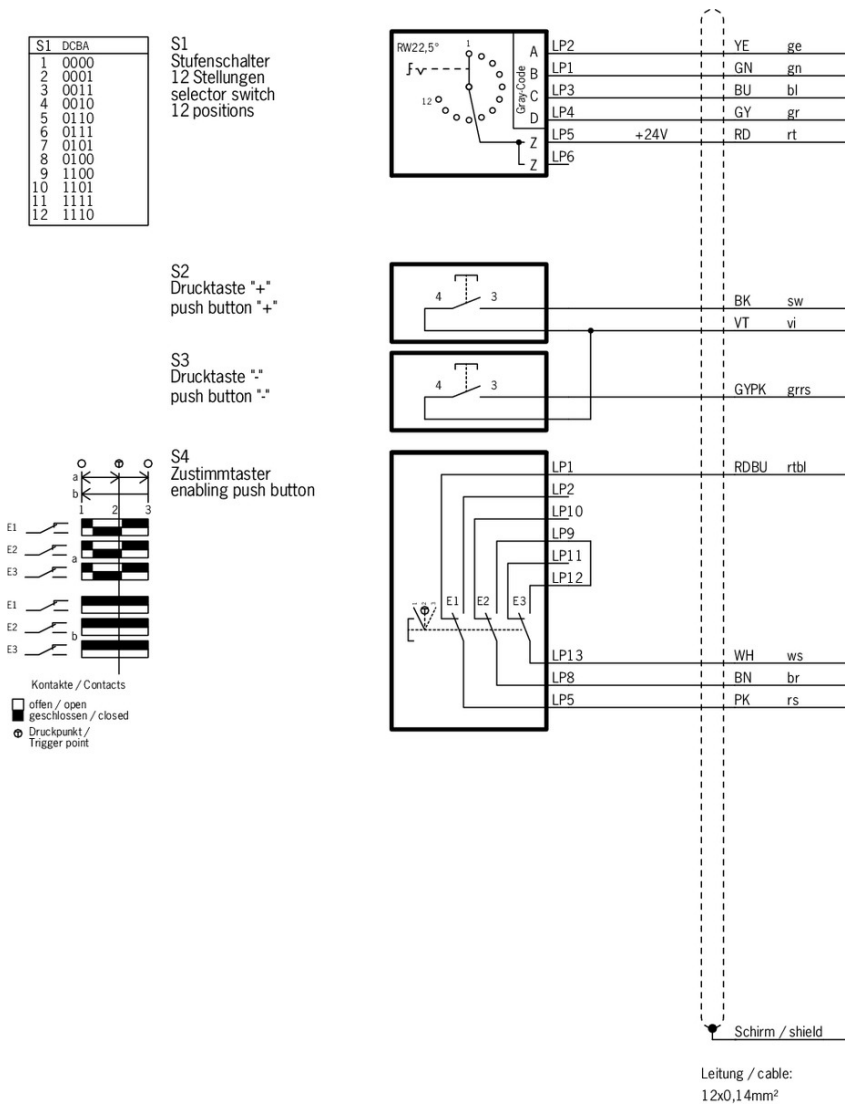 S1 DCBA
1 0000
2 0001
3 0011
4 0010
5 0110
6 0111
7 0101
8 0100
9 1100
10 1101
11 1111
12 1110
S1
Stufenschalter
12 Stellungen
selector switch
12 positions
RW22,5°
1
12
Gray-Code
A
B
C
D
Z
Z
LP2 YE ge
LP1 GN gn
LP3 BU bl
LP4 GY gr
LP5 +24V RD rt
LP6
S2
Drucktaste "+"
push button "+"
4 3
BK sw
VT vi
S3
Drucktaste "-"
push button "-"
4 3
GYPK grrs
S4
Zustimmtaster
enabling push button
a
b
1 2 3
E1
E2
a
E3
E1
E2
b
E3
Kontakte / Contacts
offen / open
geschlossen / closed
Druckpunkt /
Trigger point
LP1 RDBU rtbl
LP2
LP10
LP9
LP11
LP12
1 2 3
E1 E2 E3
LP13 WH ws
LP8 BN br
LP5 PK rs
Schirm / shield
Leitung / cable:
12x0,14mm²